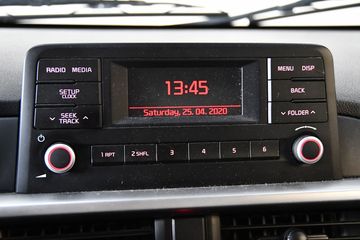 RADIO MEDIA
SETUP
CLOCK
SEEK
TRACK
13:45
Saturday, 25. 04. 2020
MENU DISP
BACK
FOLDER
1 RPT 2 SHFL 3 4 5 6